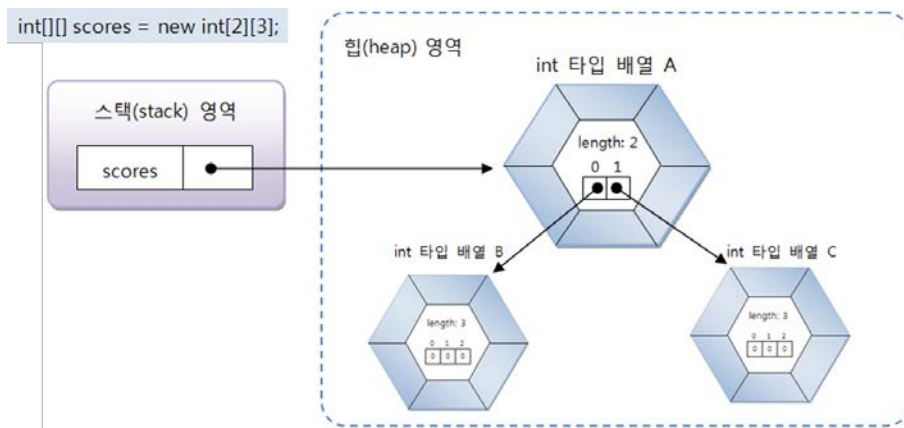 int[][] scores = new int[2][3];
스택(stack) 영역
scores
힙(heap) 영역
int 타입 배열 A
length: 2
0 1
int 타입 배열 B
length: 3
0 1 2
0 0 0
int 타입 배열 C
length: 3
0 1 2
0 0 0